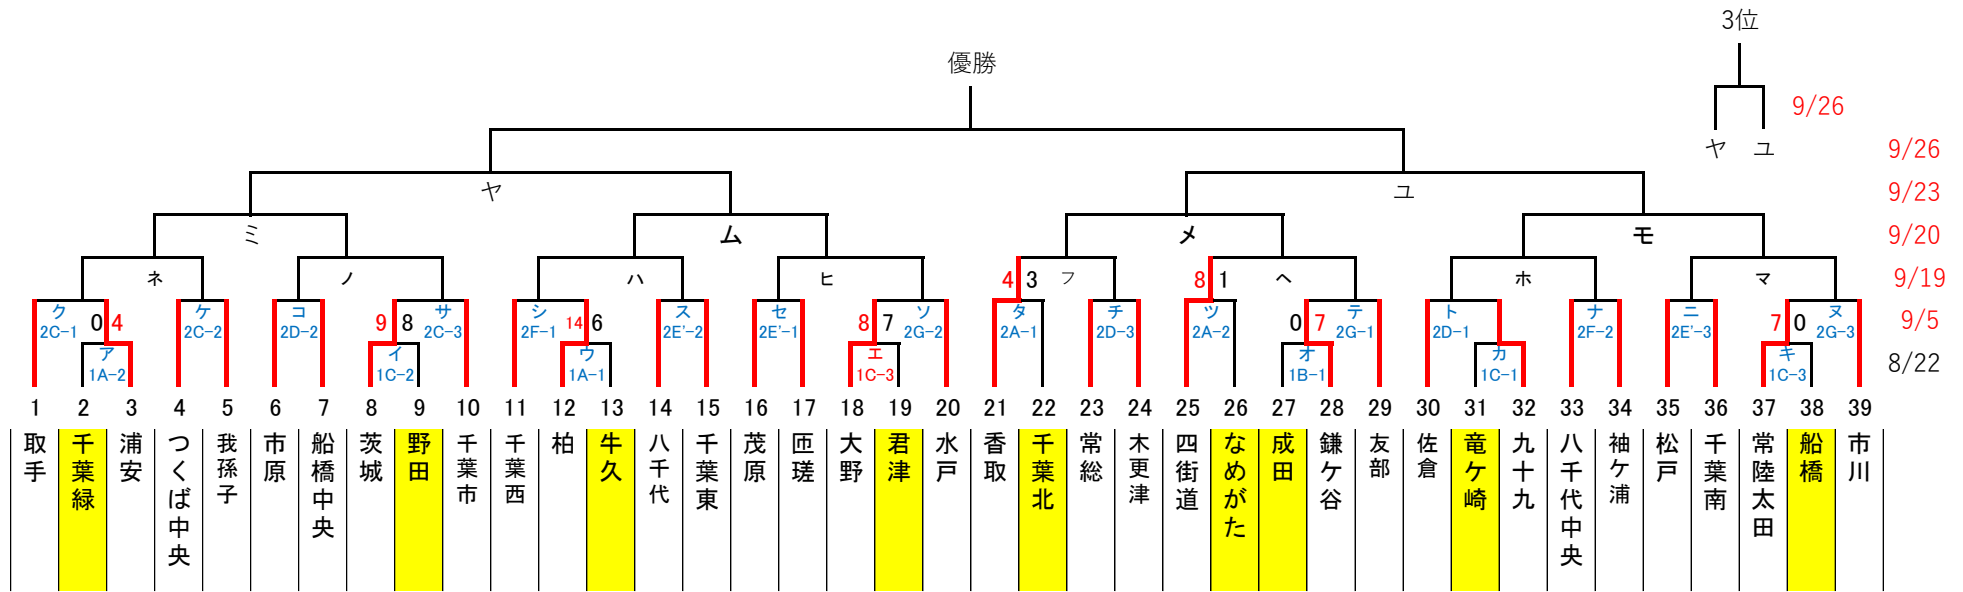 3位
優勝
9/26
ヤ ユ 9/26
ヤ ユ 9/23
ミ ム メ モ 9/20
ネ ノ ハ ヒ 4 3 フ 8 1 ヘ ホ マ 9/19
ク ケ コ サ シ ス セ ソ タ チ ツ テ ト ナ ニ ヌ
2C-1 0 4 2C-2 2D-2 9 8 2C-3 2F-1 14 6 2E'-2 2E'-1 8 7 2G-2 2A-1 2D-3 2A-2 0 7 2G-1 2D-1 2F-2 2E'-3 7 0 2G-3 9/5
ア イ ウ エ オ カ キ
1A-2 1C-2 1A-1 1C-3 1B-1 1C-1 1C-3 8/22
1 2 3 4 5 6 7 8 9 10 11 12 13 14 15 16 17 18 19 20 21 22 23 24 25 26 27 28 29 30 31 32 33 34 35 36 37 38 39
取手
千葉緑
浦安
つくば中央
我孫子
市原
船橋中央
茨城
野田
千葉市
千葉西
柏
牛久
八千代
千葉東
茂原
匝瑳
大野
君津
水戸
香取
千葉北
常総
木更津
四街道
なめがた
成田
鎌ケ谷
友部
佐倉
竜ケ崎
九十九
八千代中央
袖ケ浦
松戸
千葉南
常陸太田
船橋
市川